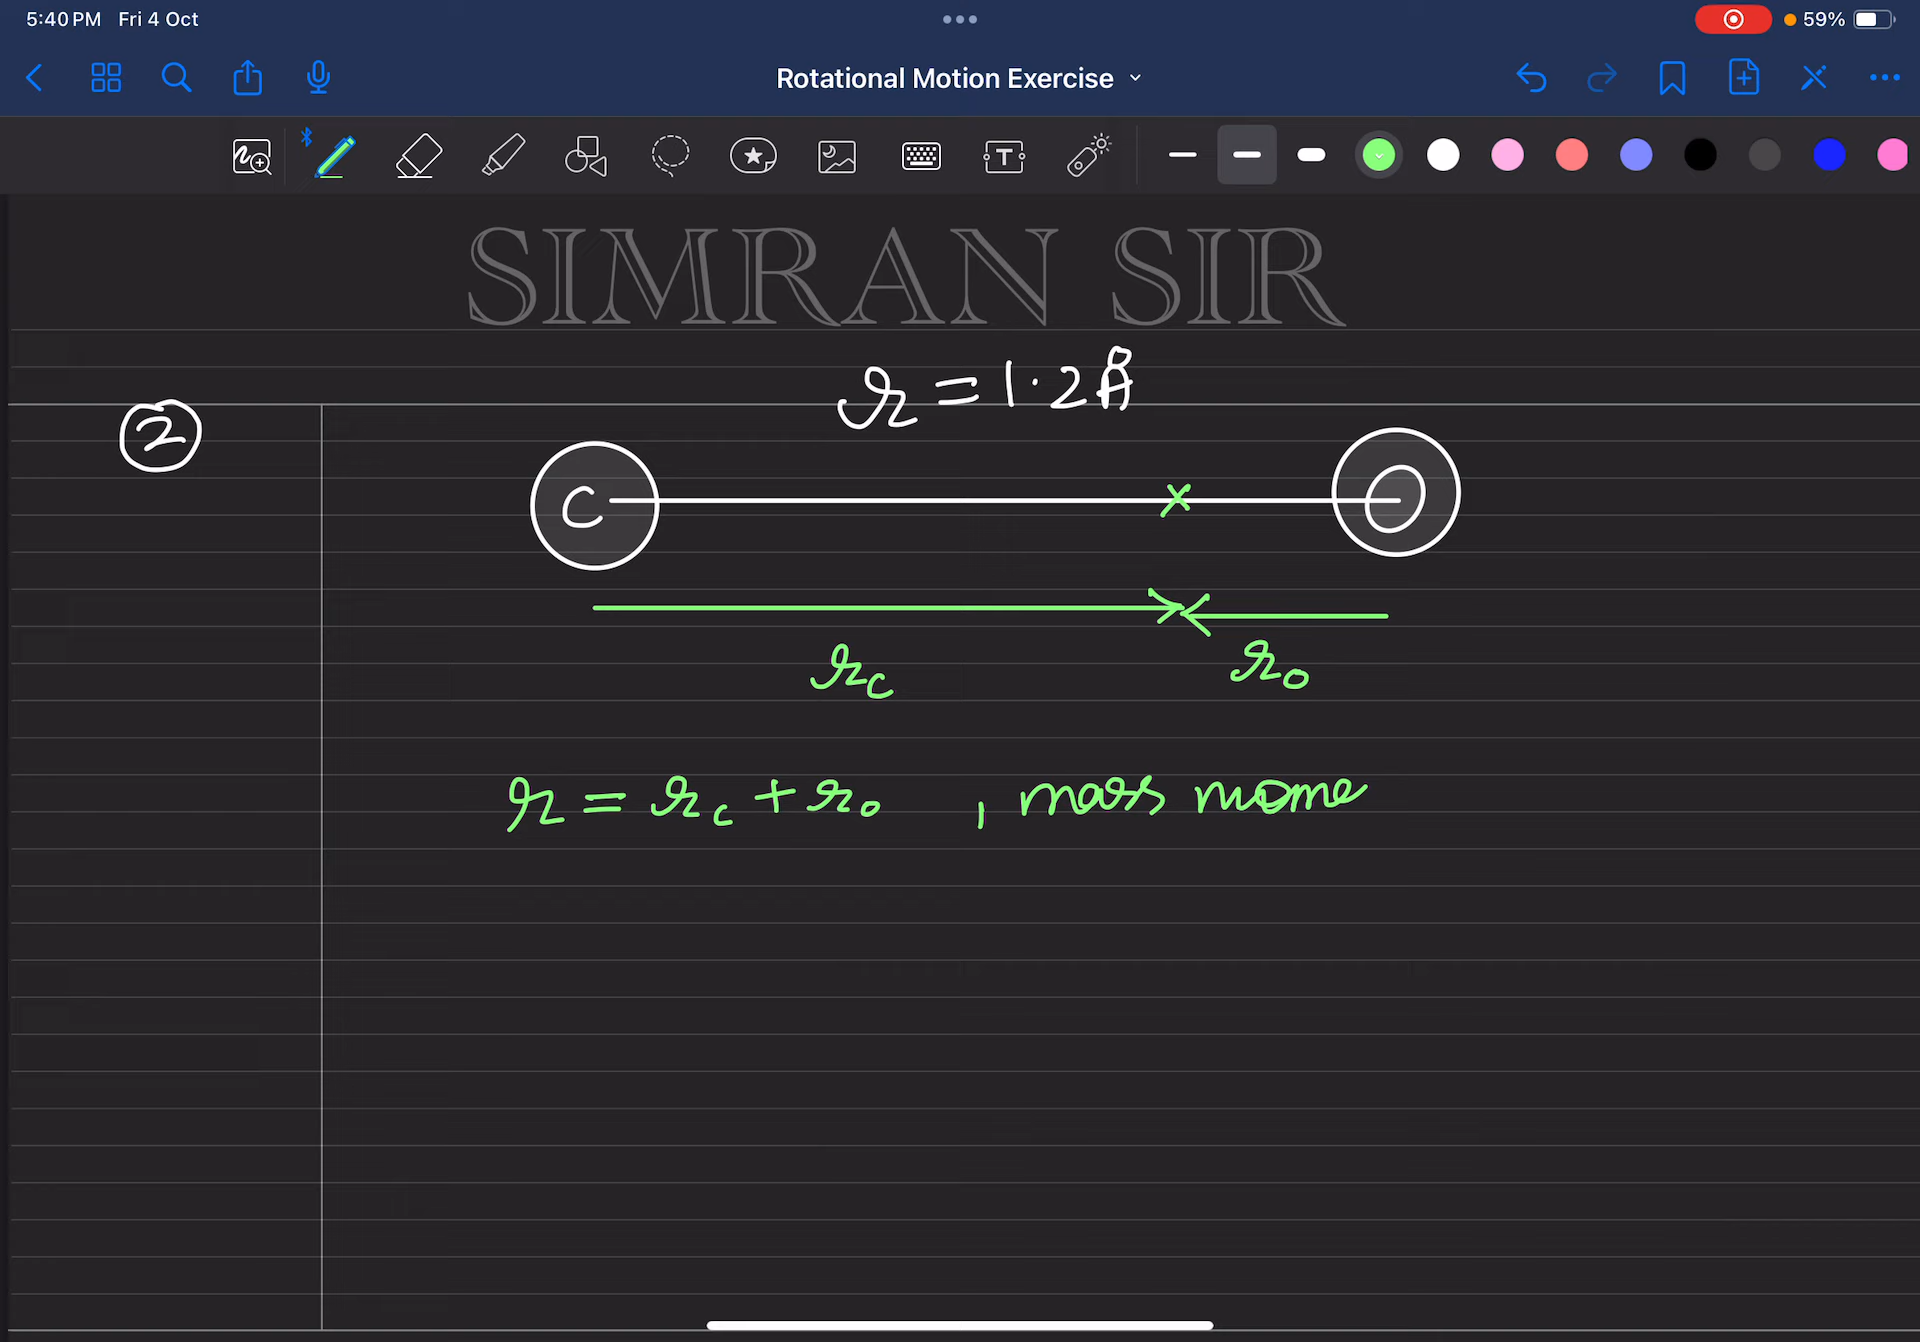 5:40 PM Fri 4 Oct
59%
Rotational Motion Exercise
SIMRAN SIR
r = 1.2 Å
②
C O
r_c r_o
r = r_c + r_o , mass mome